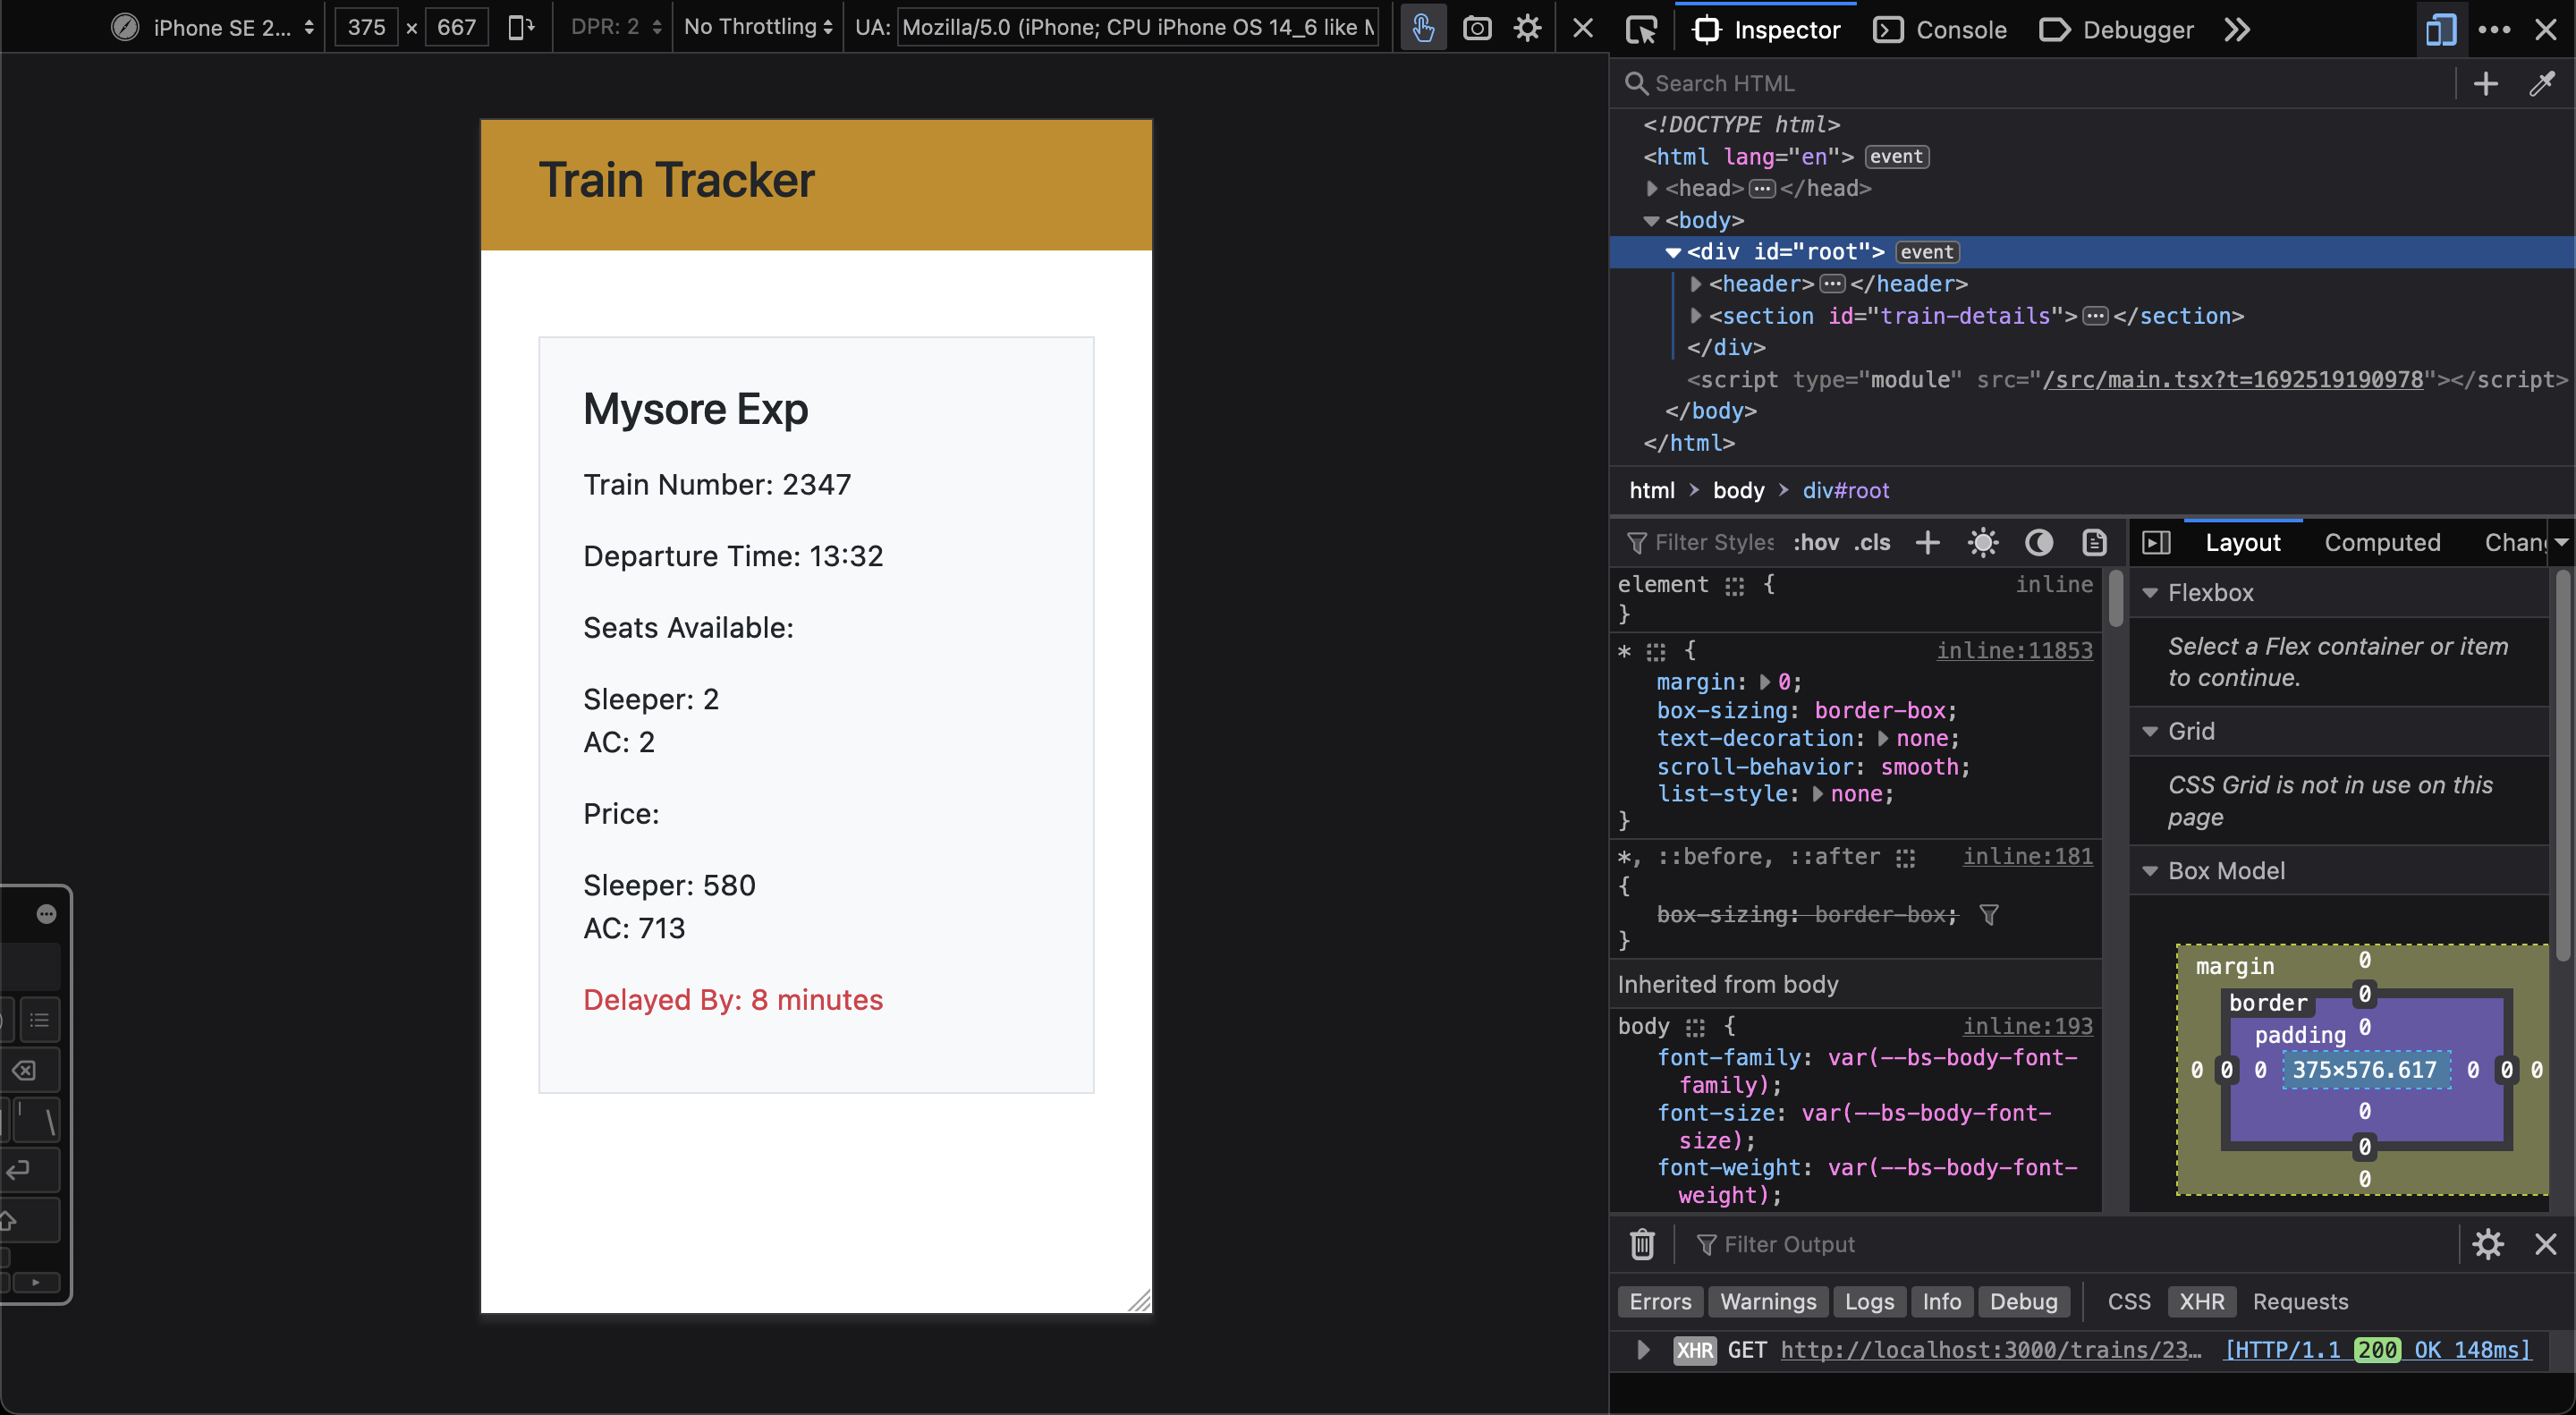 iPhone SE 2... 375 × 667 DPR: 2 No Throttling UA: Mozilla/5.0 (iPhone; CPU iPhone OS 14_6 like M
Train Tracker
Mysore Exp
Train Number: 2347
Departure Time: 13:32
Seats Available:
Sleeper: 2
AC: 2
Price:
Sleeper: 580
AC: 713
Delayed By: 8 minutes
Inspector Console Debugger
Search HTML
<!DOCTYPE html>
<html lang="en"> event
<head> ... </head>
<body>
<div id="root"> event
<header> ... </header>
<section id="train-details"> ... </section>
</div>
<script type="module" src="/src/main.tsx?t=1692519190978"></script>
</body>
</html>
html > body > div#root
Filter Styles :hov .cls
element { inline
}
* { inline:11853
margin: 0;
box-sizing: border-box;
text-decoration: none;
scroll-behavior: smooth;
list-style: none;
}
*, ::before, ::after inline:181
{
box-sizing: border-box;
}
Inherited from body
body { inline:193
font-family: var(--bs-body-font-
family);
font-size: var(--bs-body-font-
size);
font-weight: var(--bs-body-font-
weight);
Layout Computed Chan
Flexbox
Select a Flex container or item
to continue.
Grid
CSS Grid is not in use on this
page
Box Model
margin 0
border 0
padding 0
0 0 0 375×576.617 0 0 0
0
0
0
Filter Output
Errors Warnings Logs Info Debug CSS XHR Requests
XHR GET http://localhost:3000/trains/23... [HTTP/1.1 200 OK 148ms]